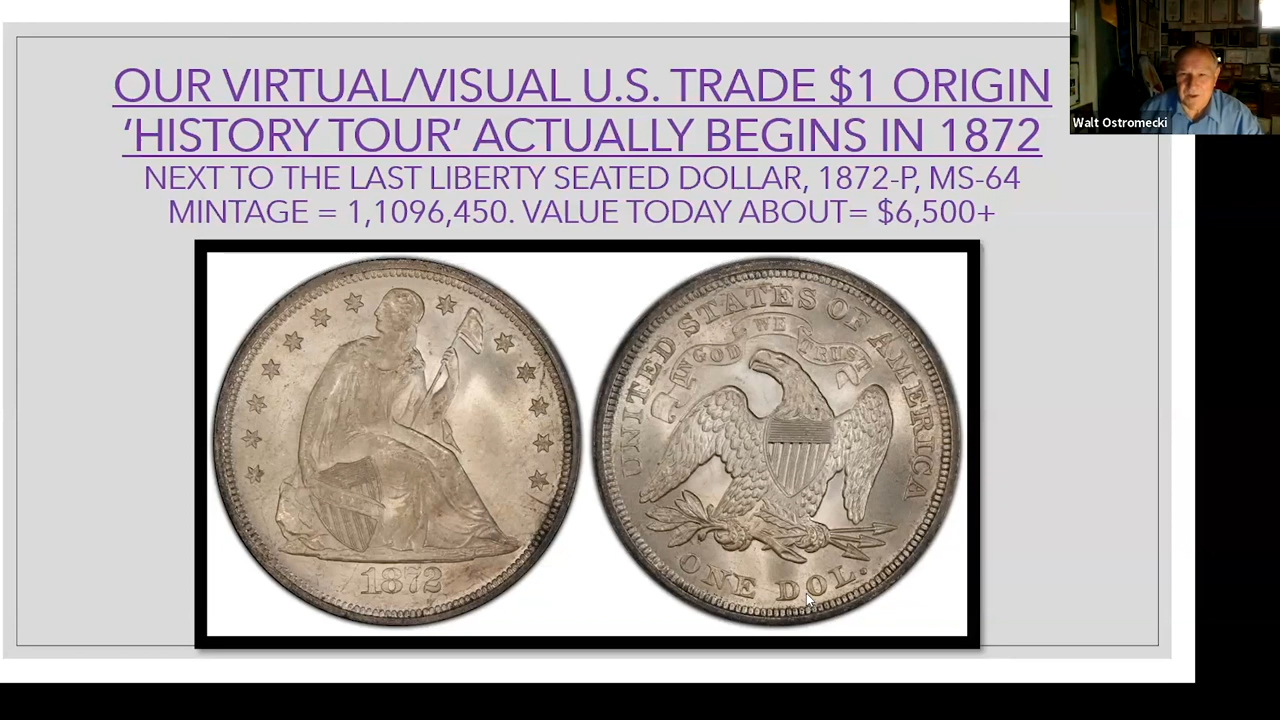 OUR VIRTUAL/VISUAL U.S. TRADE $1 ORIGIN
‘HISTORY TOUR’ ACTUALLY BEGINS IN 1872
NEXT TO THE LAST LIBERTY SEATED DOLLAR, 1872-P, MS-64
MINTAGE = 1,1096,450. VALUE TODAY ABOUT= $6,500+
Walt Ostromecki
1872
UNITED STATES OF AMERICA
IN GOD WE TRUST
ONE DOL.